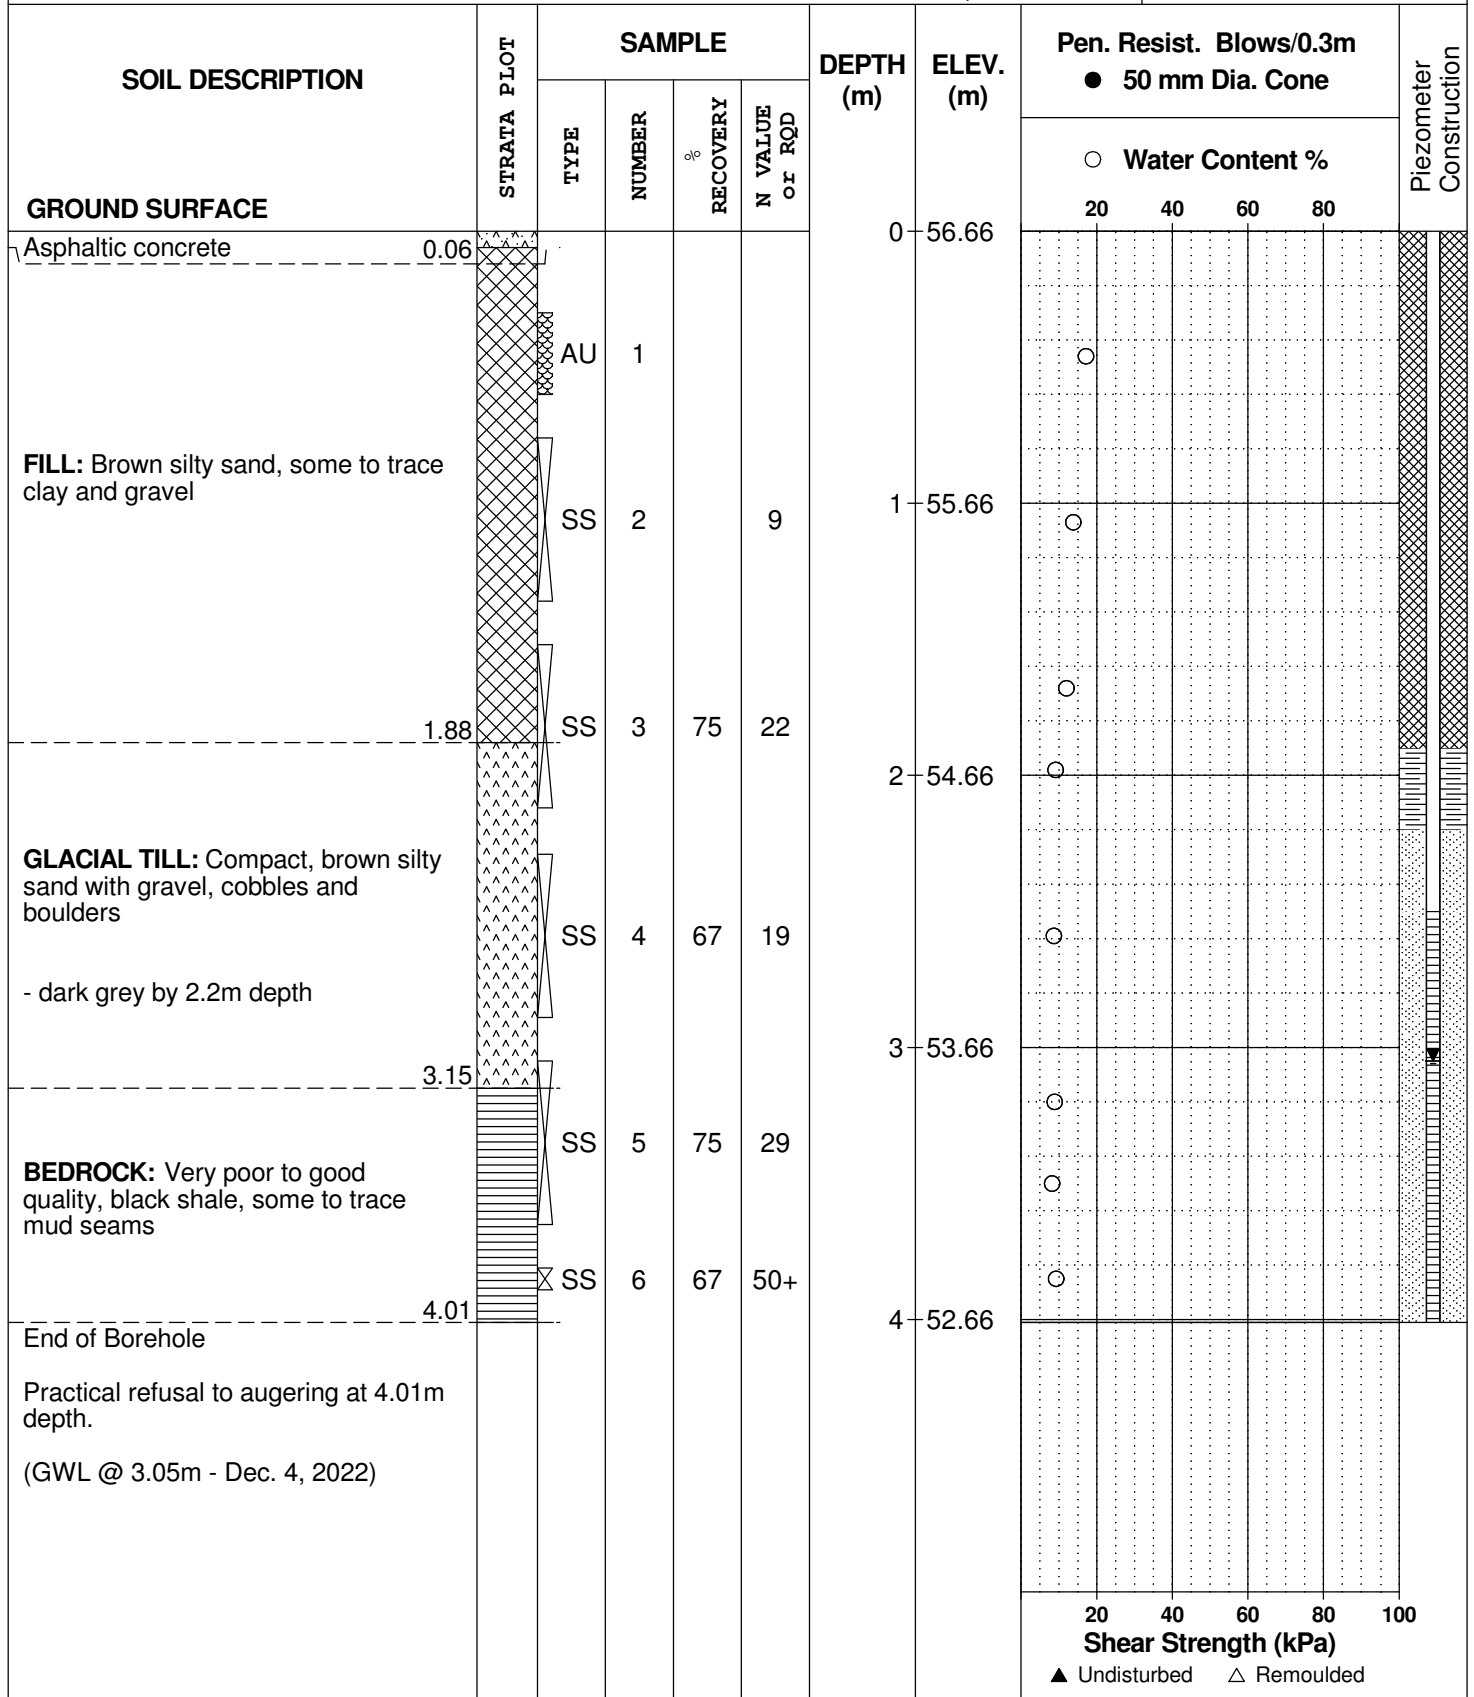 SOIL DESCRIPTION
GROUND SURFACE
STRATA PLOT
SAMPLE
TYPE
NUMBER
%
RECOVERY
N VALUE
or RQD
DEPTH
(m)
ELEV.
(m)
Pen. Resist. Blows/0.3m
● 50 mm Dia. Cone
○ Water Content %
20 40 60 80
Piezometer
Construction
0 56.66
Asphaltic concrete 0.06
AU 1
FILL: Brown silty sand, some to trace
clay and gravel
SS 2 9
1 55.66
SS 3 75 22
1.88
2 54.66
GLACIAL TILL: Compact, brown silty
sand with gravel, cobbles and
boulders
SS 4 67 19
- dark grey by 2.2m depth
3 53.66
3.15
SS 5 75 29
BEDROCK: Very poor to good
quality, black shale, some to trace
mud seams
SS 6 67 50+
4.01
4 52.66
End of Borehole
Practical refusal to augering at 4.01m
depth.
(GWL @ 3.05m - Dec. 4, 2022)
20 40 60 80 100
Shear Strength (kPa)
▲ Undisturbed △ Remoulded